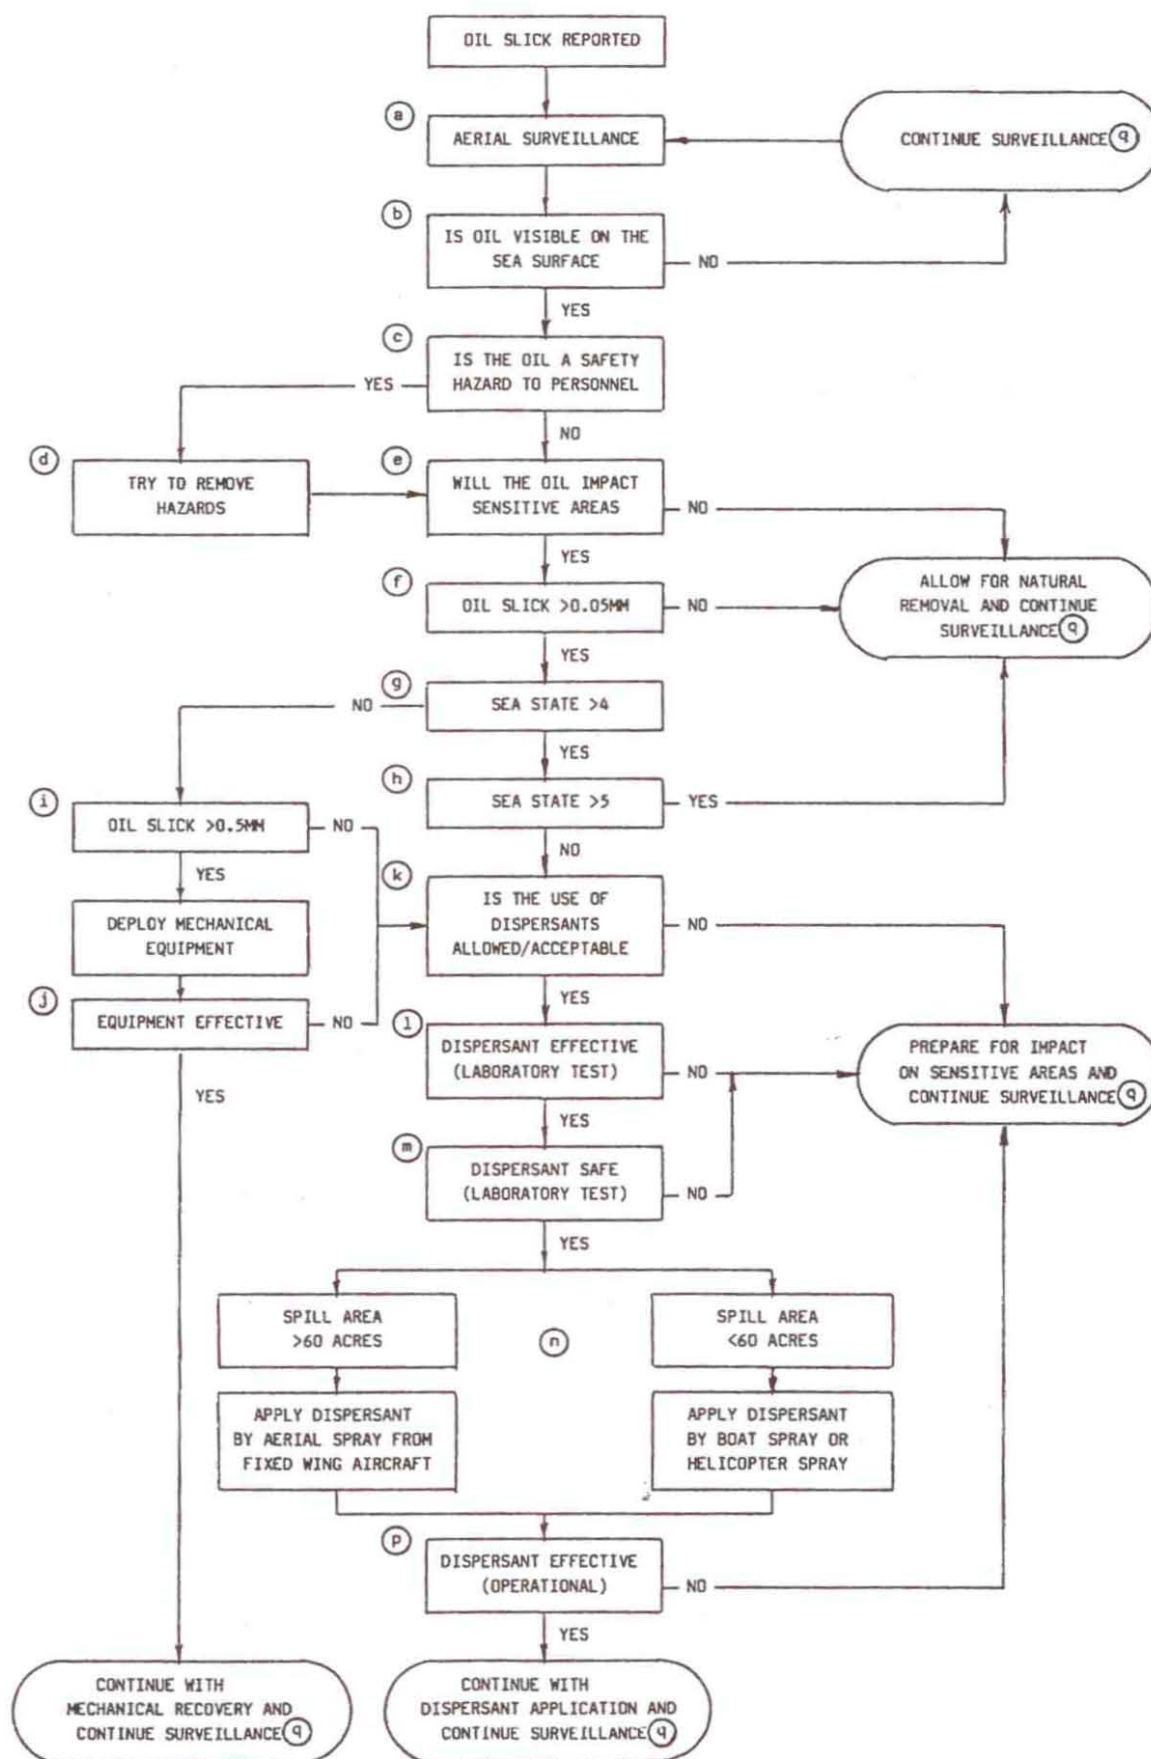 OIL SLICK REPORTED
a
AERIAL SURVEILLANCE
CONTINUE SURVEILLANCE q
b
IS OIL VISIBLE ON THE
SEA SURFACE
NO
YES
c
IS THE OIL A SAFETY
HAZARD TO PERSONNEL
YES
NO
d
TRY TO REMOVE
HAZARDS
e
WILL THE OIL IMPACT
SENSITIVE AREAS
NO
YES
f
OIL SLICK >0.05MM
NO
ALLOW FOR NATURAL
REMOVAL AND CONTINUE
SURVEILLANCE q
YES
g
SEA STATE >4
NO
YES
h
SEA STATE >5
YES
NO
i
OIL SLICK >0.5MM
NO
YES
DEPLOY MECHANICAL
EQUIPMENT
j
EQUIPMENT EFFECTIVE
NO
YES
k
IS THE USE OF
DISPERSANTS
ALLOWED/ACCEPTABLE
NO
YES
l
DISPERSANT EFFECTIVE
(LABORATORY TEST)
NO
PREPARE FOR IMPACT
ON SENSITIVE AREAS AND
CONTINUE SURVEILLANCE q
YES
m
DISPERSANT SAFE
(LABORATORY TEST)
NO
YES
SPILL AREA
>60 ACRES
n
SPILL AREA
<60 ACRES
APPLY DISPERSANT
BY AERIAL SPRAY FROM
FIXED WING AIRCRAFT
APPLY DISPERSANT
BY BOAT SPRAY OR
HELICOPTER SPRAY
p
DISPERSANT EFFECTIVE
(OPERATIONAL)
NO
YES
CONTINUE WITH
MECHANICAL RECOVERY AND
CONTINUE SURVEILLANCE q
CONTINUE WITH
DISPERSANT APPLICATION AND
CONTINUE SURVEILLANCE q